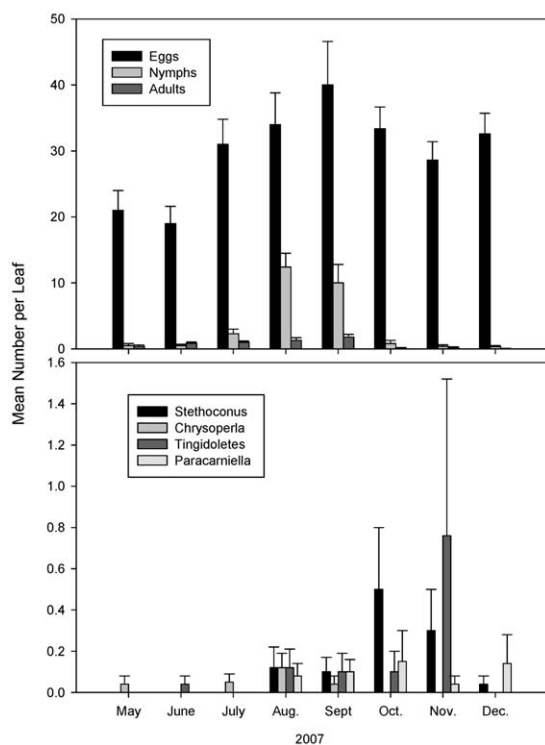 50
40
30
20
10
0
Eggs
Nymphs
Adults
Mean Number per Leaf
1.6
1.4
1.2
1.0
0.8
0.6
0.4
0.2
0.0
Stethoconus
Chrysoperla
Tingidoletes
Paracarniella
May June July Aug. Sept Oct. Nov. Dec.
2007